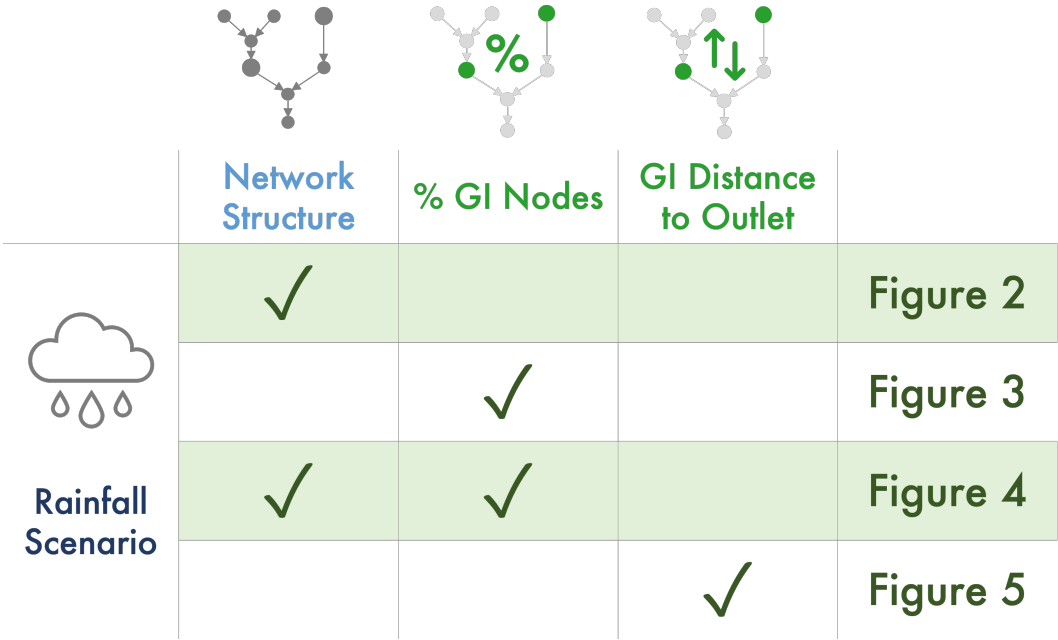 %
Network
Structure
% GI Nodes
GI Distance
to Outlet
✓
Figure 2
✓
Figure 3
Rainfall
Scenario
✓ ✓
Figure 4
✓
Figure 5